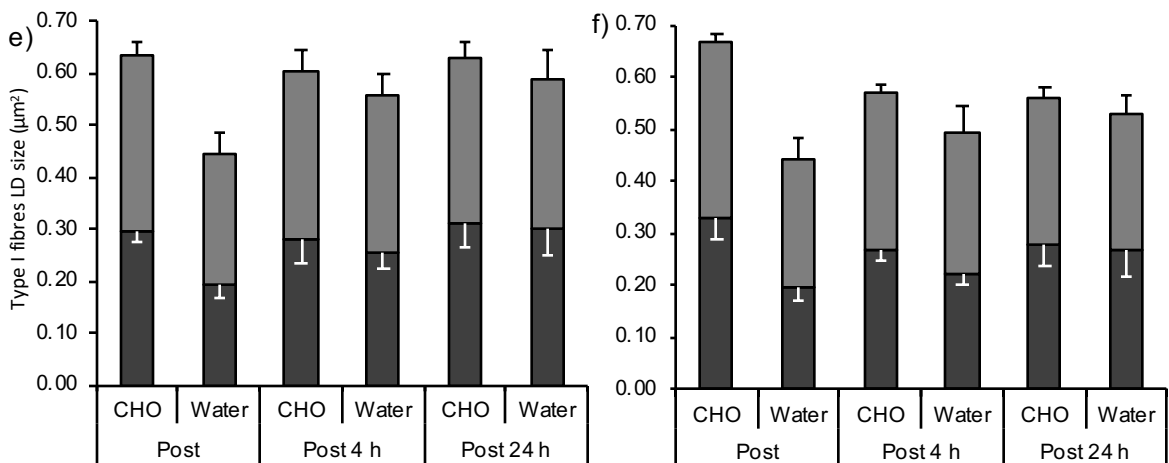 e)
Type I fibres LD size (µm²)
0.70
0.60
0.50
0.40
0.30
0.20
0.10
0.00
CHO Water CHO Water CHO Water
Post Post 4 h Post 24 h
f)
0.70
0.60
0.50
0.40
0.30
0.20
0.10
0.00
CHO Water CHO Water CHO Water
Post Post 4 h Post 24 h